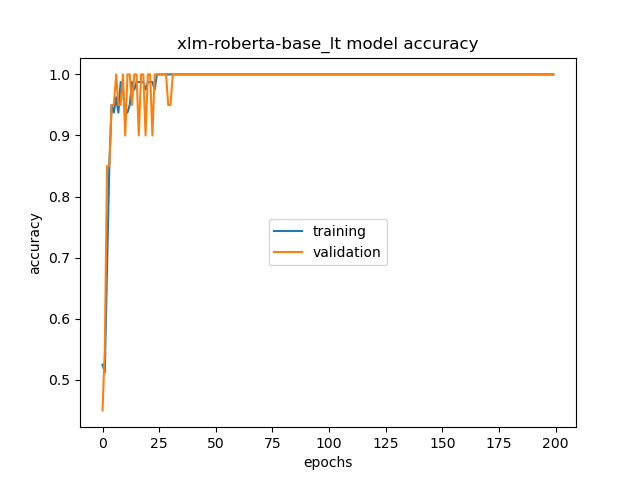 xlm-roberta-base_lt model accuracy
1.0
0.9
0.8
0.7
0.6
0.5
accuracy
training
validation
0 25 50 75 100 125 150 175 200
epochs